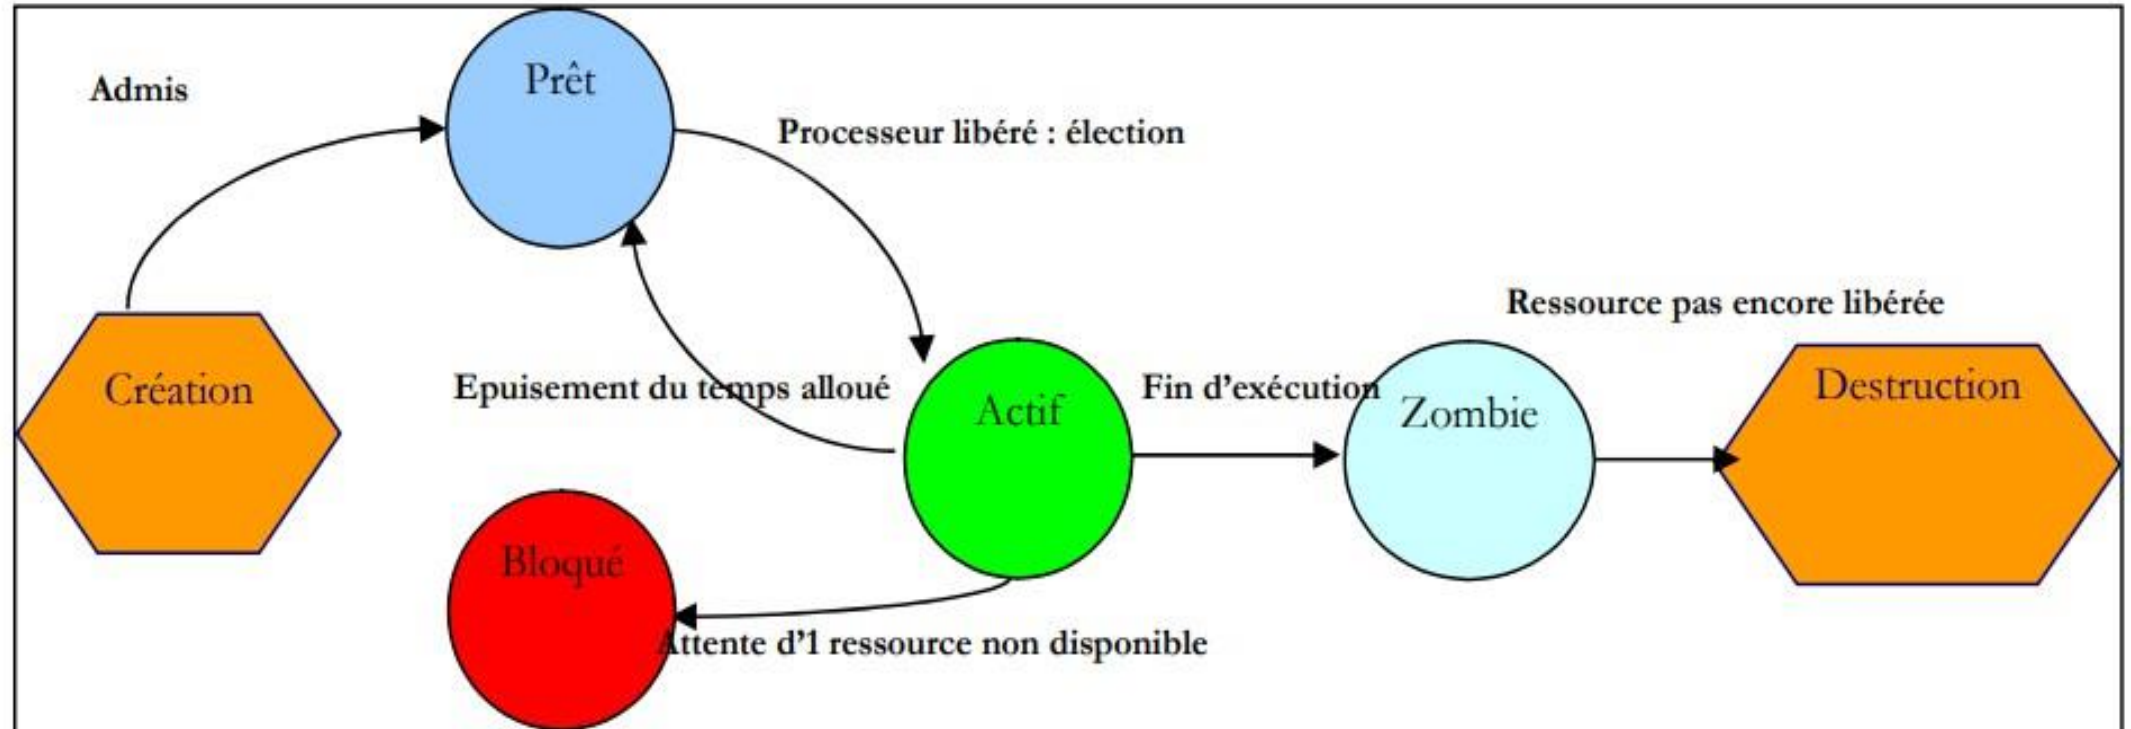 Prêt
Admis
Processeur libéré : élection
Ressource pas encore libérée
Création
Epuisement du temps alloué
Actif
Fin d'exécution
Zombie
Destruction
Bloqué
Attente d'1 ressource non disponible